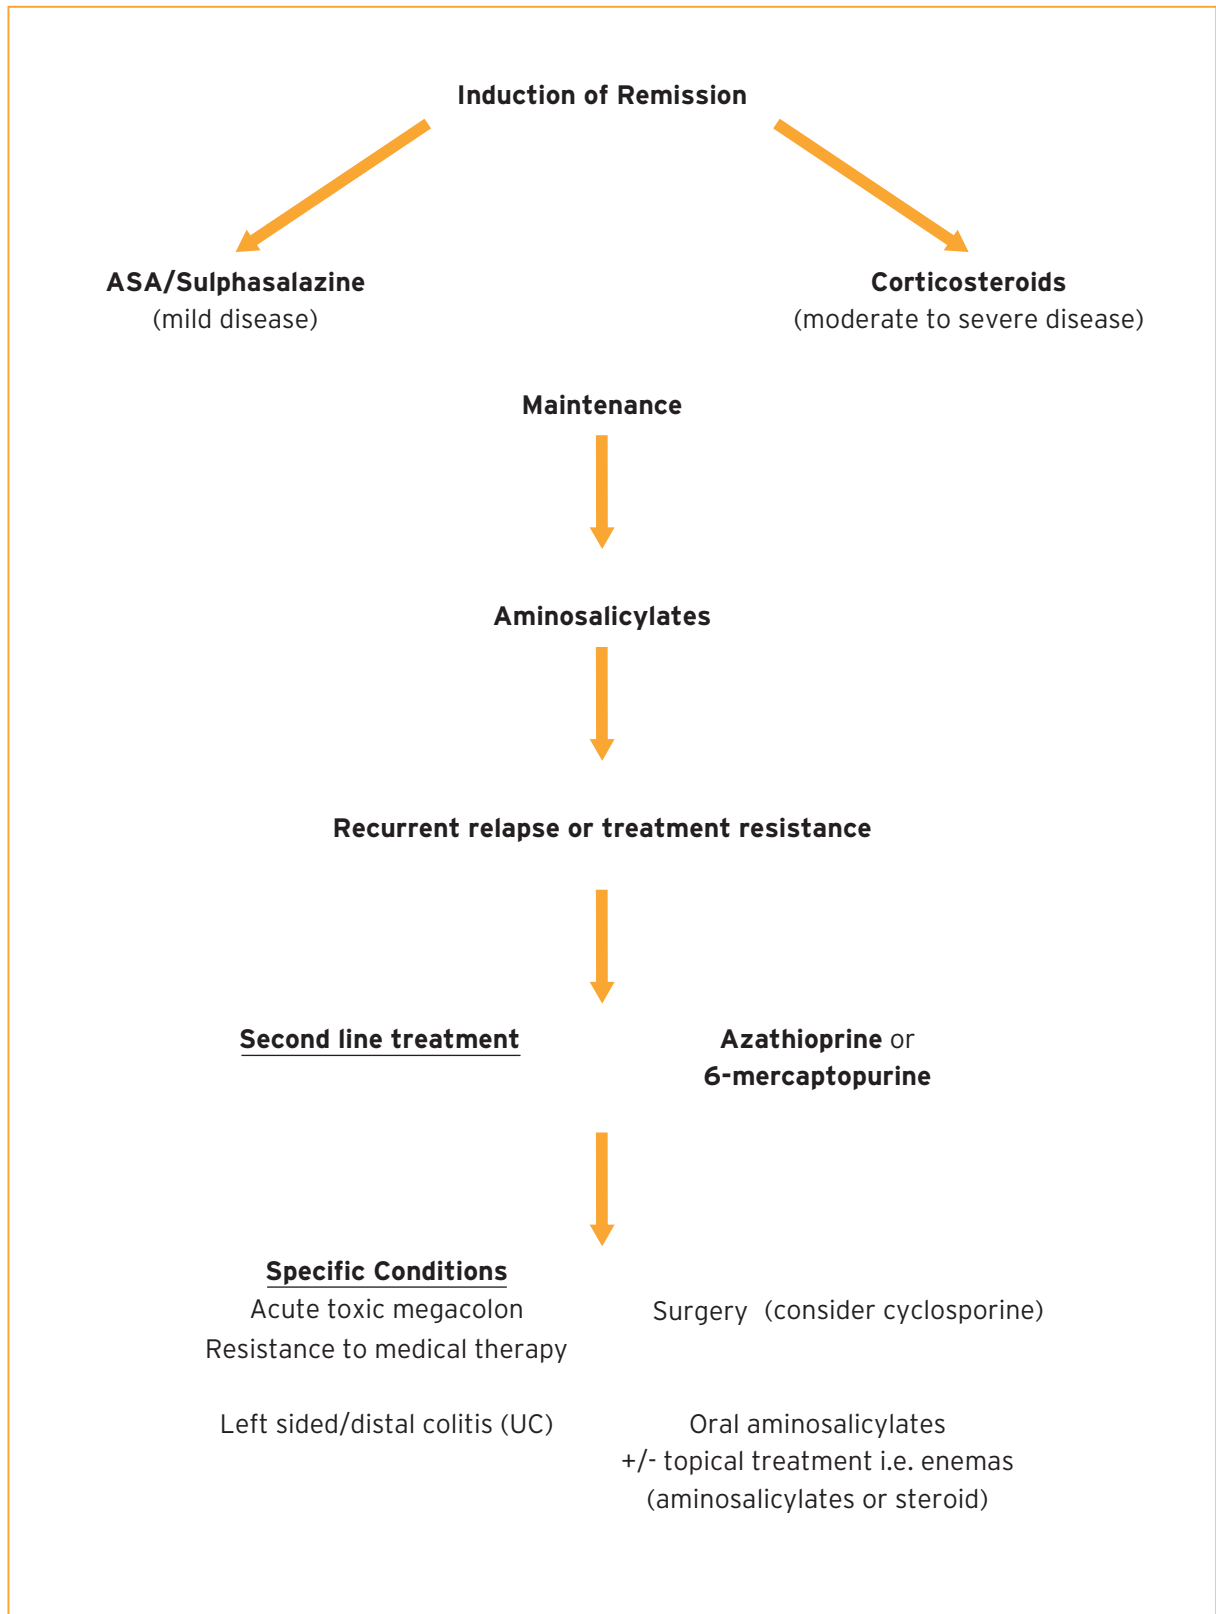 Induction of Remission
ASA/Sulphasalazine
(mild disease)
Corticosteroids
(moderate to severe disease)
Maintenance
Aminosalicylates
Recurrent relapse or treatment resistance
Second line treatment
Azathioprine or
6-mercaptopurine
Specific Conditions
Acute toxic megacolon
Resistance to medical therapy
Surgery (consider cyclosporine)
Left sided/distal colitis (UC)
Oral aminosalicylates
+/- topical treatment i.e. enemas
(aminosalicylates or steroid)